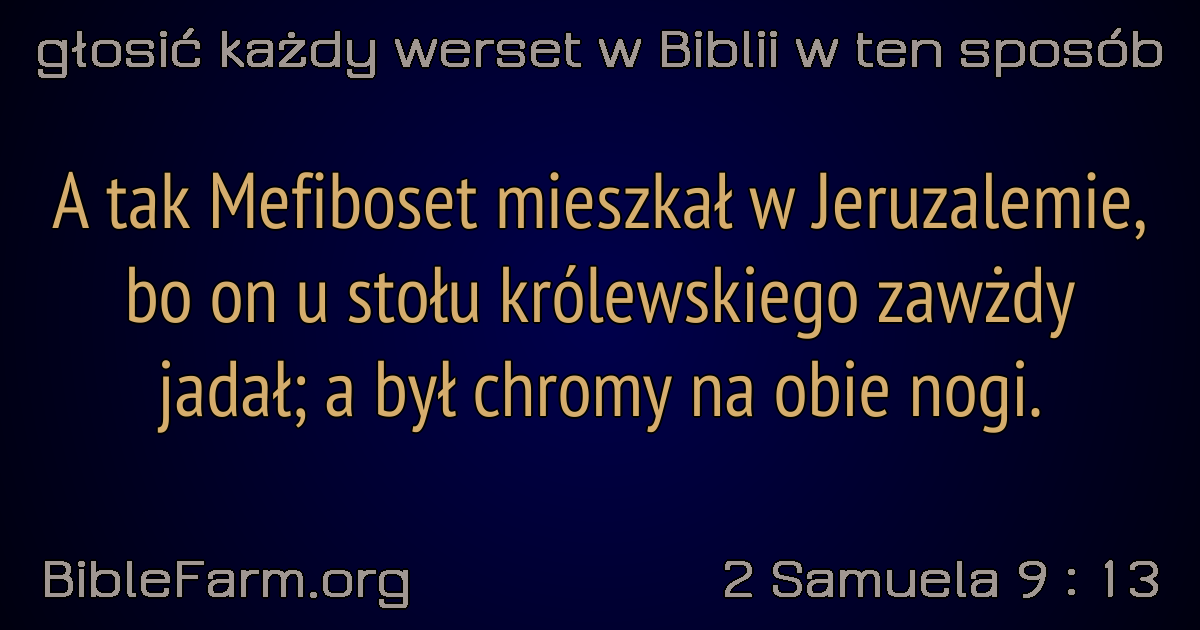 głosić każdy werset w Biblii w ten sposób
A tak Mefiboset mieszkał w Jeruzalemie,
bo on u stołu królewskiego zawżdy
jadał; a był chromy na obie nogi.
BibleFarm.org
2 Samuela 9 : 13